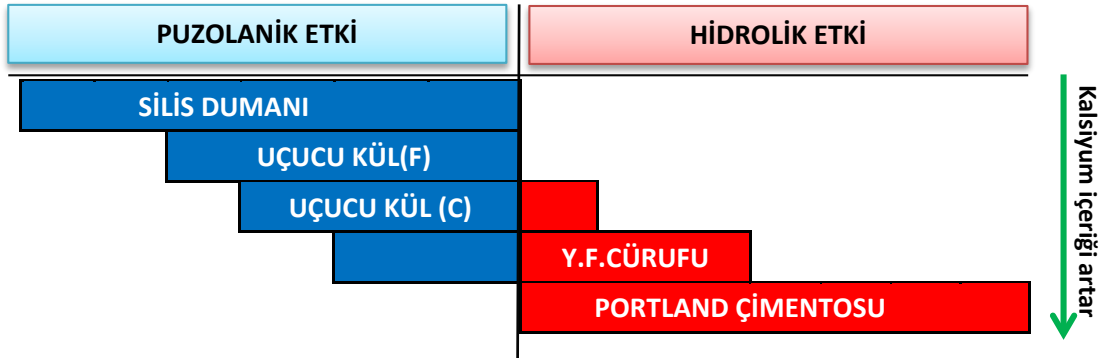 PUZOLANİK ETKİ
HİDROLİK ETKİ
SİLİS DUMANI
UÇUCU KÜL(F)
UÇUCU KÜL (C)
Y.F.CÜRUFU
PORTLAND ÇİMENTOSU
Kalsiyum içeriği artar